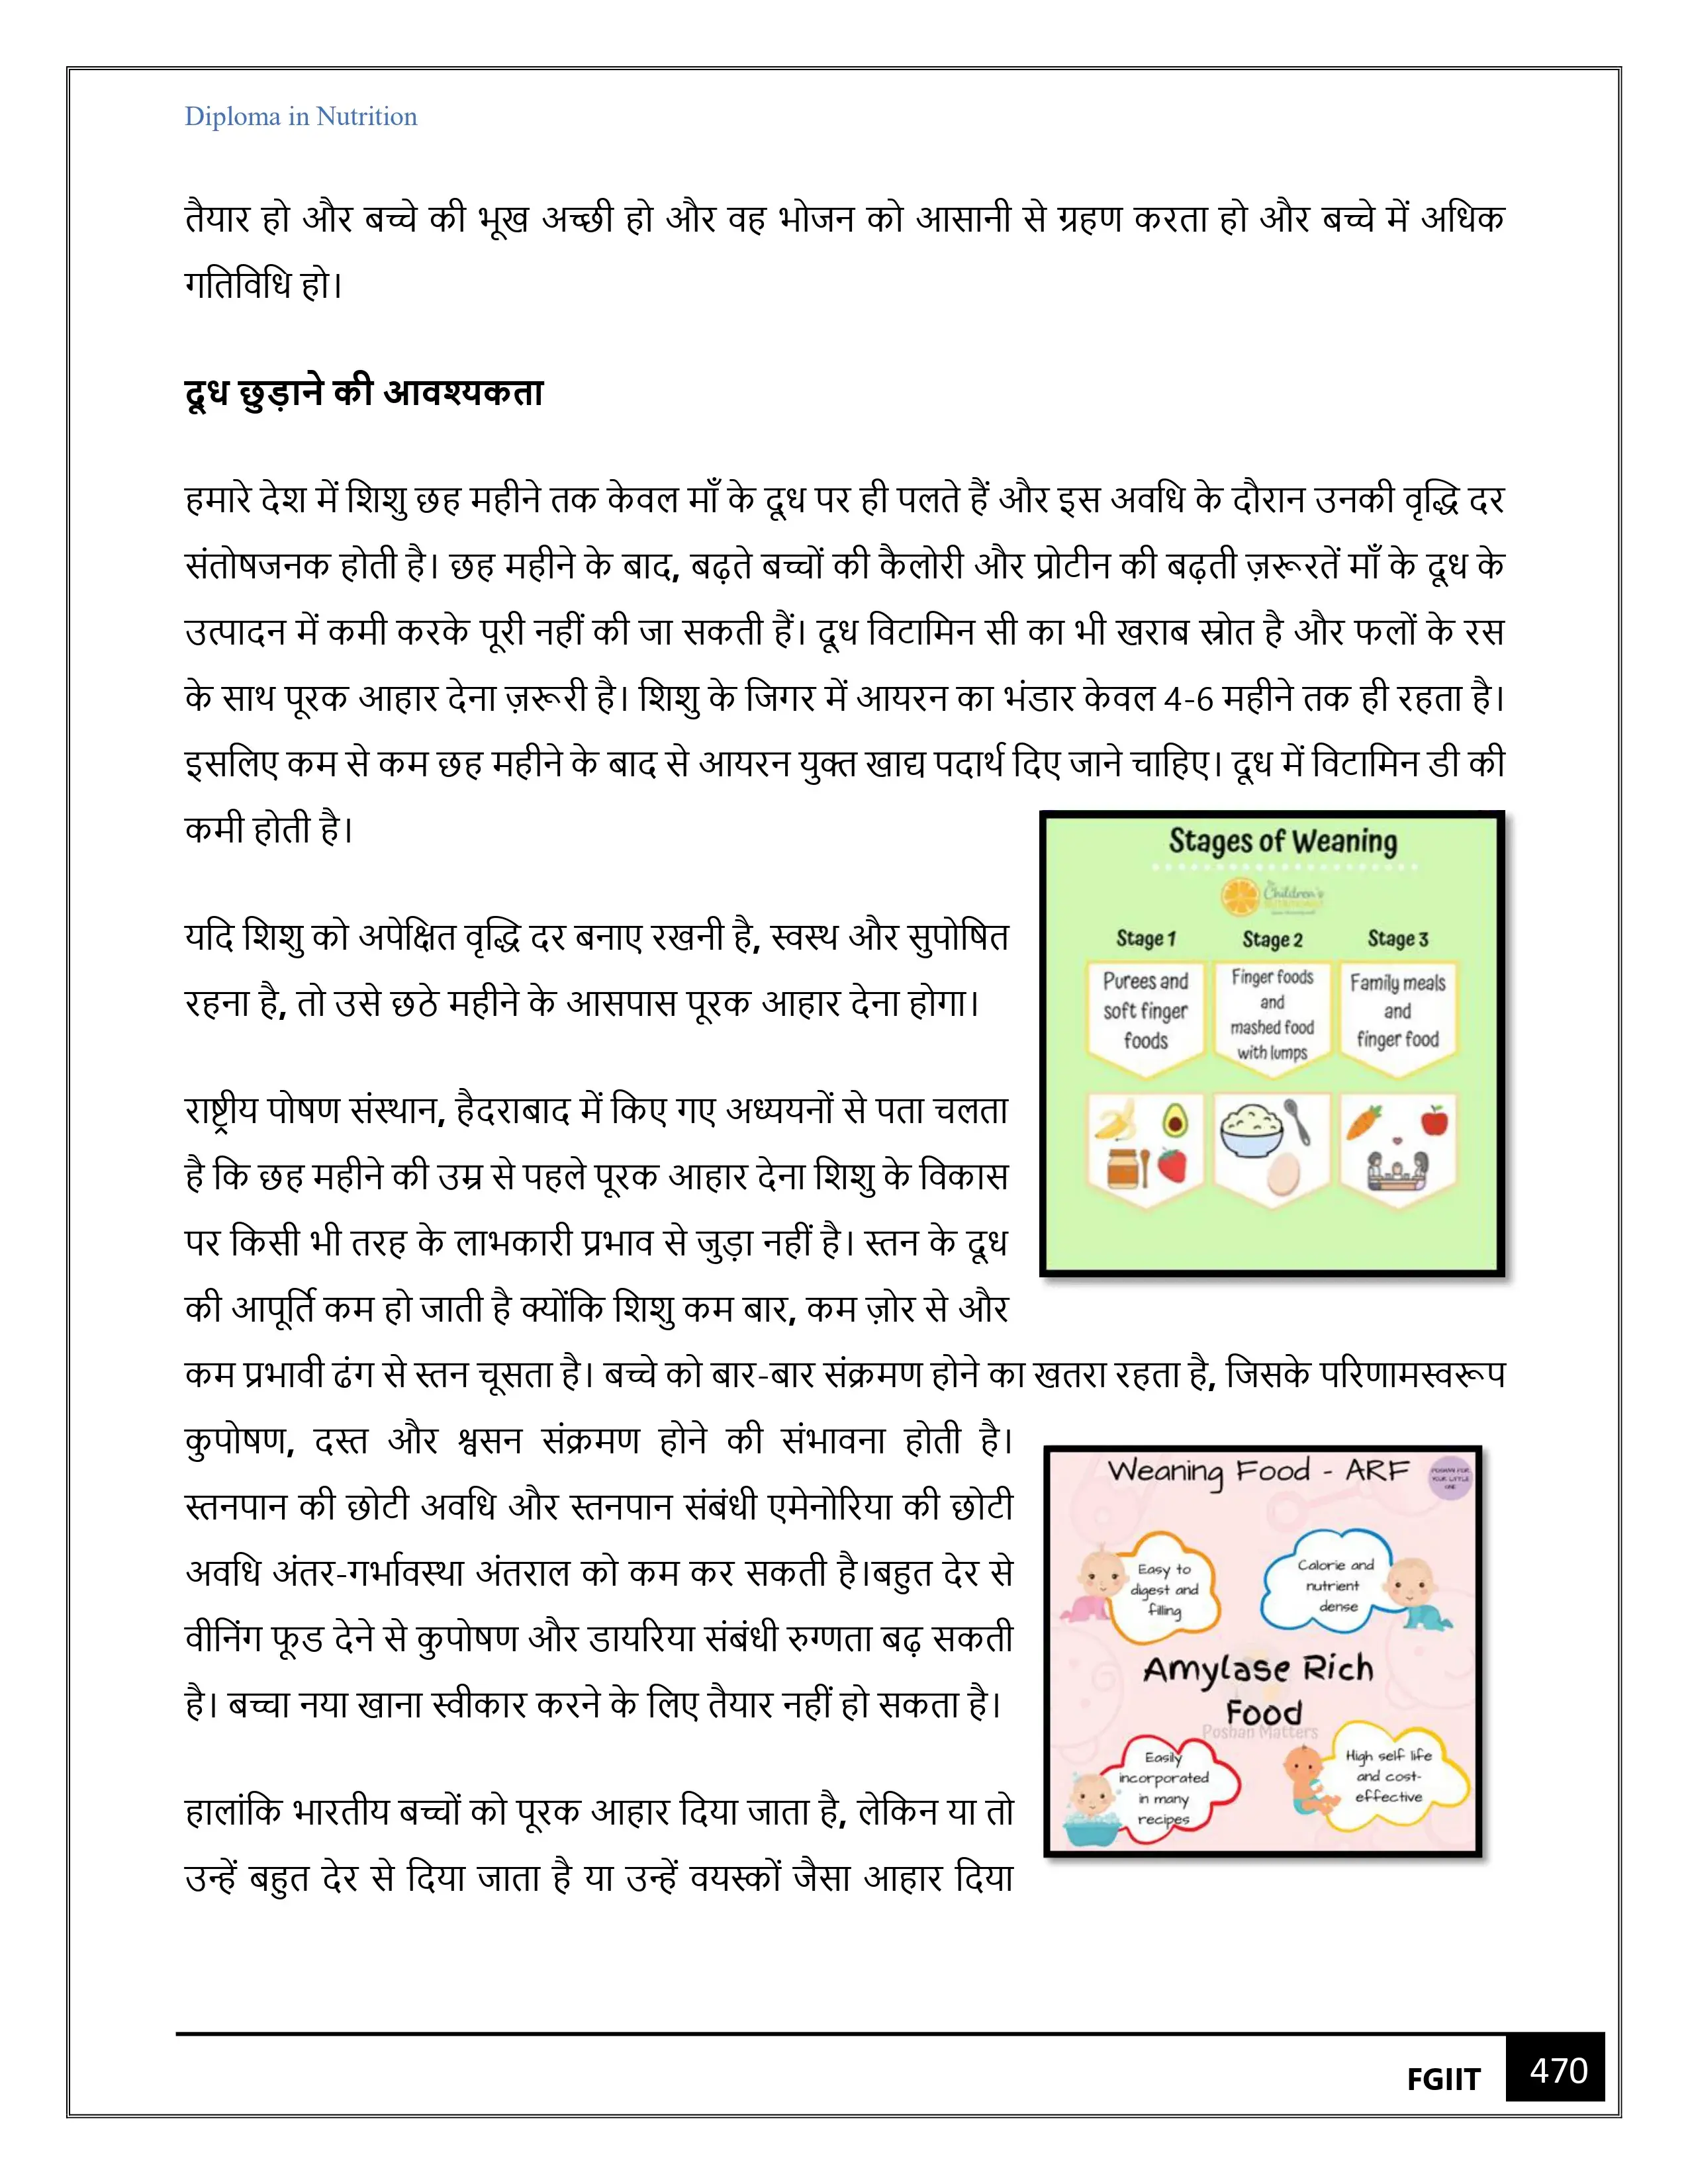 Diploma in Nutrition
तैयार हो और बच्चे की भूख अच्छी हो और वह भोजन को आसानी से ग्रहण करता हो और बच्चे में अधिक
गतिविधि हो।
दूध छुड़ाने की आवश्यकता
हमारे देश में शिशु छह महीने तक केवल माँ के दूध पर ही पलते हैं और इस अवधि के दौरान उनकी वृद्धि दर
संतोषजनक होती है। छह महीने के बाद, बढ़ते बच्चों की कैलोरी और प्रोटीन की बढ़ती ज़रूरतें माँ के दूध के
उत्पादन में कमी करके पूरी नहीं की जा सकती हैं। दूध विटामिन सी का भी खराब स्रोत है और फलों के रस
के साथ पूरक आहार देना ज़रूरी है। शिशु के जिगर में आयरन का भंडार केवल 4-6 महीने तक ही रहता है।
इसलिए कम से कम छह महीने के बाद से आयरन युक्त खाद्य पदार्थ दिए जाने चाहिए। दूध में विटामिन डी की
कमी होती है।
यदि शिशु को अपेक्षित वृद्धि दर बनाए रखनी है, स्वस्थ और सुपोषित
रहना है, तो उसे छठे महीने के आसपास पूरक आहार देना होगा।
राष्ट्रीय पोषण संस्थान, हैदराबाद में किए गए अध्ययनों से पता चलता
है कि छह महीने की उम्र से पहले पूरक आहार देना शिशु के विकास
पर किसी भी तरह के लाभकारी प्रभाव से जुड़ा नहीं है। स्तन के दूध
की आपूर्ति कम हो जाती है क्योंकि शिशु कम बार, कम ज़ोर से और
कम प्रभावी ढंग से स्तन चूसता है। बच्चे को बार-बार संक्रमण होने का खतरा रहता है, जिसके परिणामस्वरूप
कुपोषण, दस्त और श्वसन संक्रमण होने की संभावना होती है।
स्तनपान की छोटी अवधि और स्तनपान संबंधी एमेनोरिया की छोटी
अवधि अंतर-गर्भावस्था अंतराल को कम कर सकती है।बहुत देर से
वीनिंग फूड देने से कुपोषण और डायरिया संबंधी रुग्णता बढ़ सकती
है। बच्चा नया खाना स्वीकार करने के लिए तैयार नहीं हो सकता है।
हालांकि भारतीय बच्चों को पूरक आहार दिया जाता है, लेकिन या तो
उन्हें बहुत देर से दिया जाता है या उन्हें वयस्कों जैसा आहार दिया
Stages of Weaning
Children's
Stage 1
Purees and
soft finger
foods
Stage 2
Finger foods
and
mashed food
with lumps
Stage 3
Family meals
and
finger food
Weaning Food - ARF
POSHAN FOR
YOUR LITTLE
ONE
Easy to
digest and
filling
Calorie and
nutrient
dense
Amylase Rich
Food
Poshan Matters
Easily
incorporated
in many
recipes
High self life
and cost-
effective
FGIIT
470